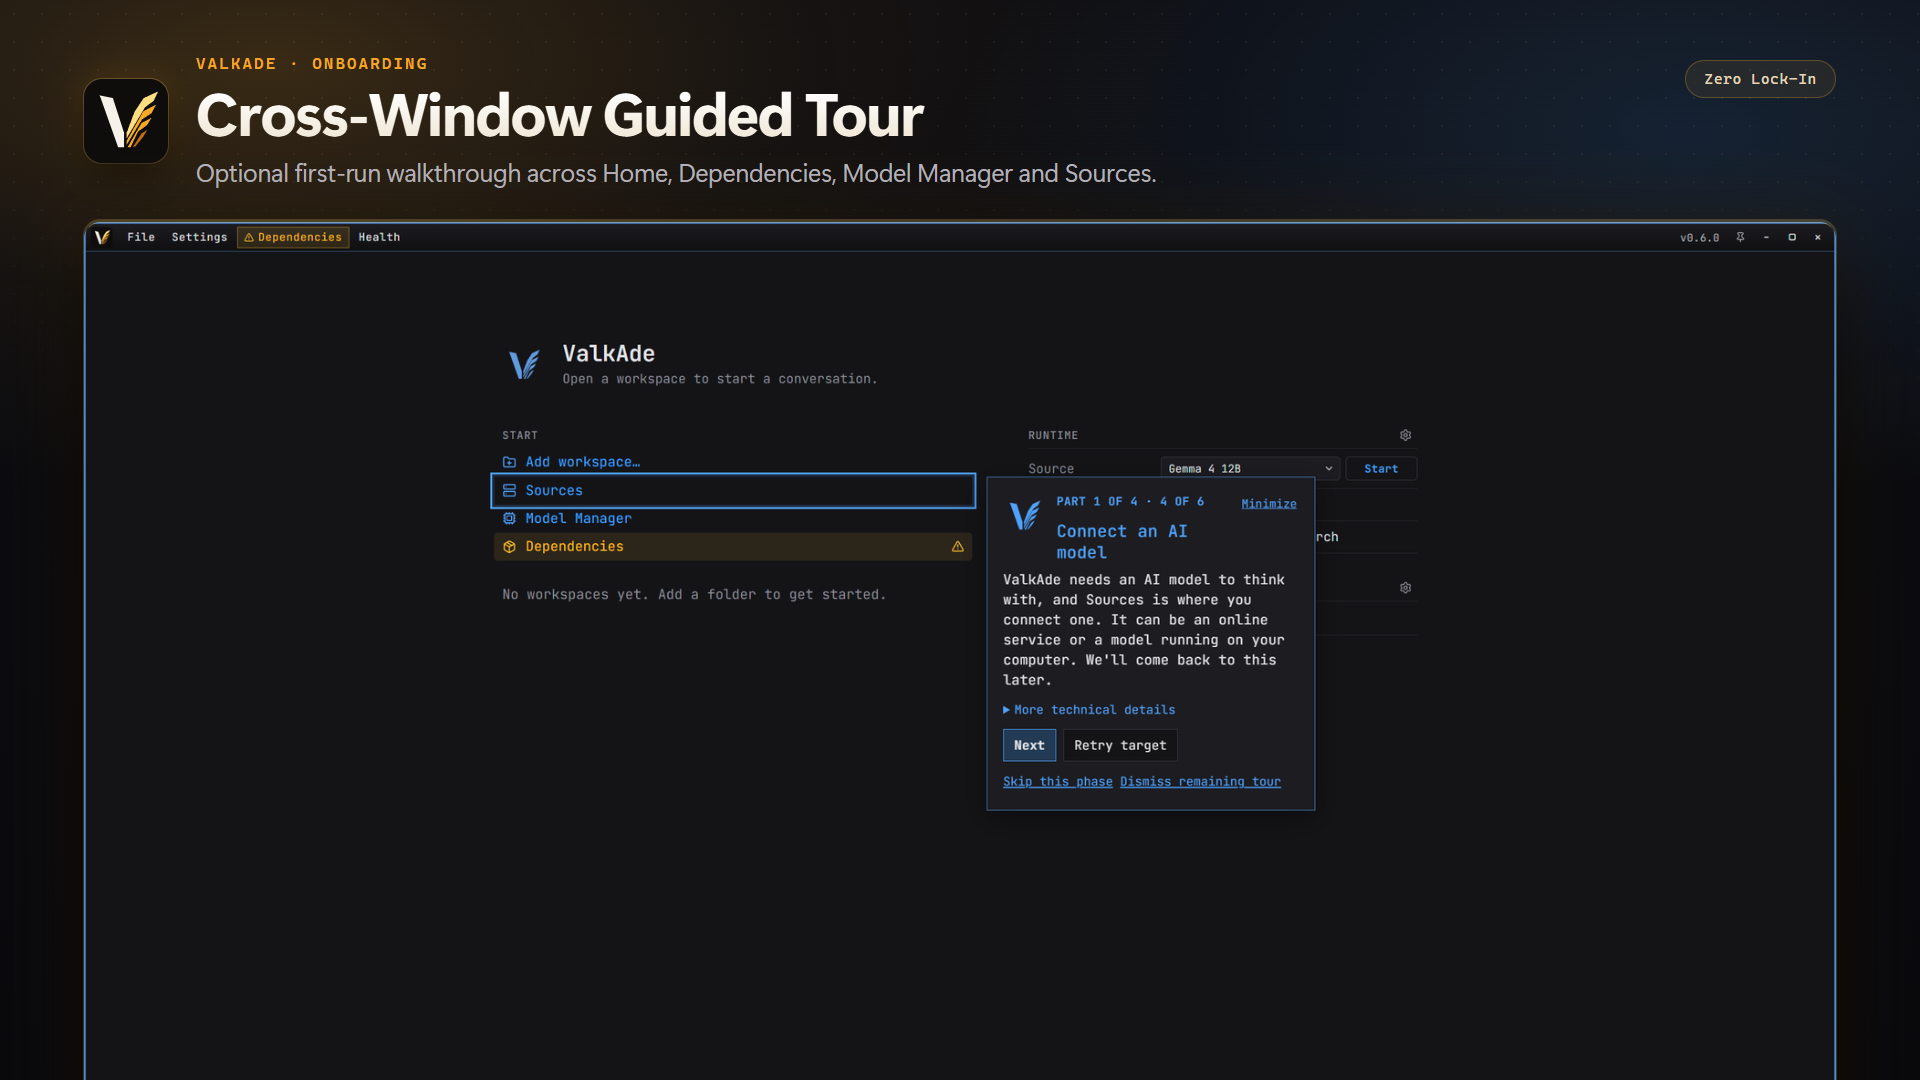 VALKADE · ONBOARDING
Cross-Window Guided Tour
Optional first-run walkthrough across Home, Dependencies, Model Manager and Sources.
Zero Lock-In
File Settings Dependencies Health
v0.6.0
ValkAde
Open a workspace to start a conversation.
START
Add workspace…
Sources
Model Manager
Dependencies
No workspaces yet. Add a folder to get started.
RUNTIME
Source Gemma 4 12B Start
PART 1 OF 4 · 4 OF 6
Minimize
Connect an AI
model
ValkAde needs an AI model to think
with, and Sources is where you
connect one. It can be an online
service or a model running on your
computer. We'll come back to this
later.
More technical details
Next Retry target
Skip this phase Dismiss remaining tour